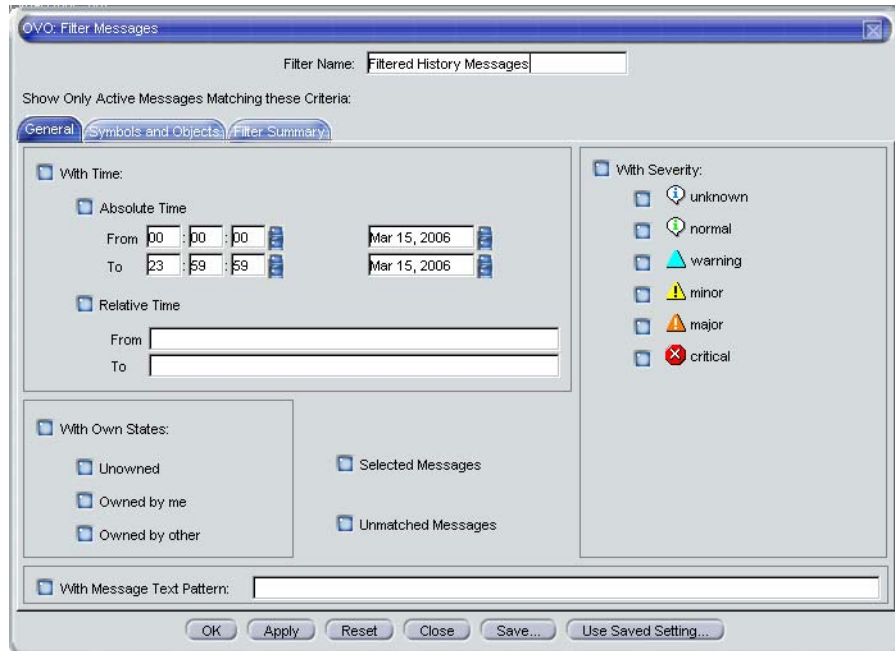 OVO: Filter Messages
Filter Name: Filtered History Messages
Show Only Active Messages Matching these Criteria:
General Symbols and Objects Filter Summary
With Time:
Absolute Time
From 00 : 00 : 00 Mar 15, 2006
To 23 : 59 : 59 Mar 15, 2006
Relative Time
From
To
With Severity:
unknown
normal
warning
minor
major
critical
With Own States:
Unowned
Owned by me
Owned by other
Selected Messages
Unmatched Messages
With Message Text Pattern:
OK Apply Reset Close Save... Use Saved Setting...